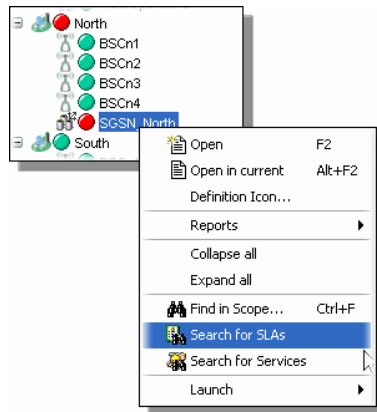 North
BSCn1
BSCn2
BSCn3
BSCn4
SGSN_North
South
Open F2
Open in current Alt+F2
Definition Icon...
Reports
Collapse all
Expand all
Find in Scope... Ctrl+F
Search for SLAs
Search for Services
Launch